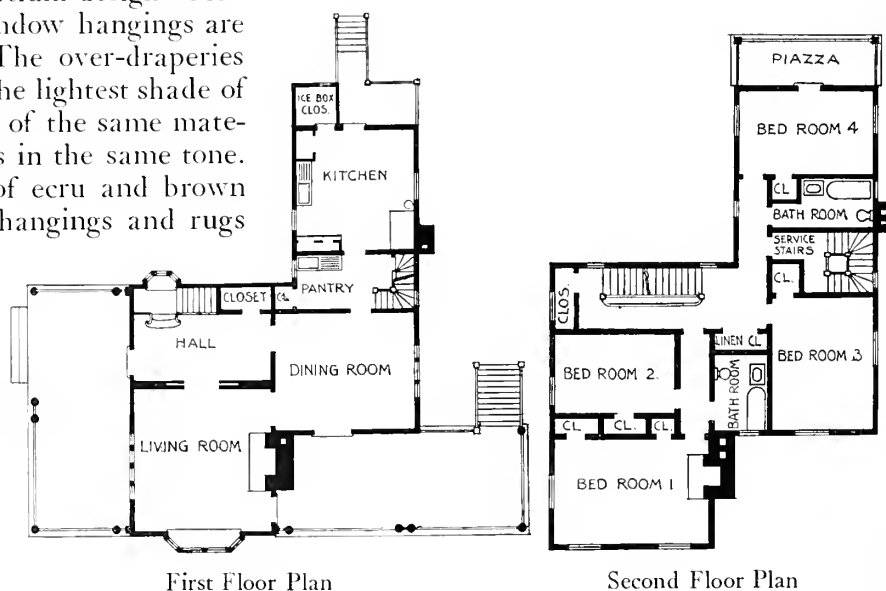 ndow hangings are
The over-draperies
he lightest shade of
of the same mate-
s in the same tone.
of ecru and brown
hangings and rugs
ICE BOX
CLOS.
KITCHEN
PANTRY
CLOSET
CL.
HALL
DINING ROOM
LIVING ROOM
First Floor Plan
PIAZZA
BED ROOM 4
CL.
BATH ROOM
SERVICE
STAIRS
CL.
CLOS.
LINEN CL
BED ROOM 3
BED ROOM 2.
BATH ROOM
CL.
CL.
CL.
BED ROOM 1
Second Floor Plan